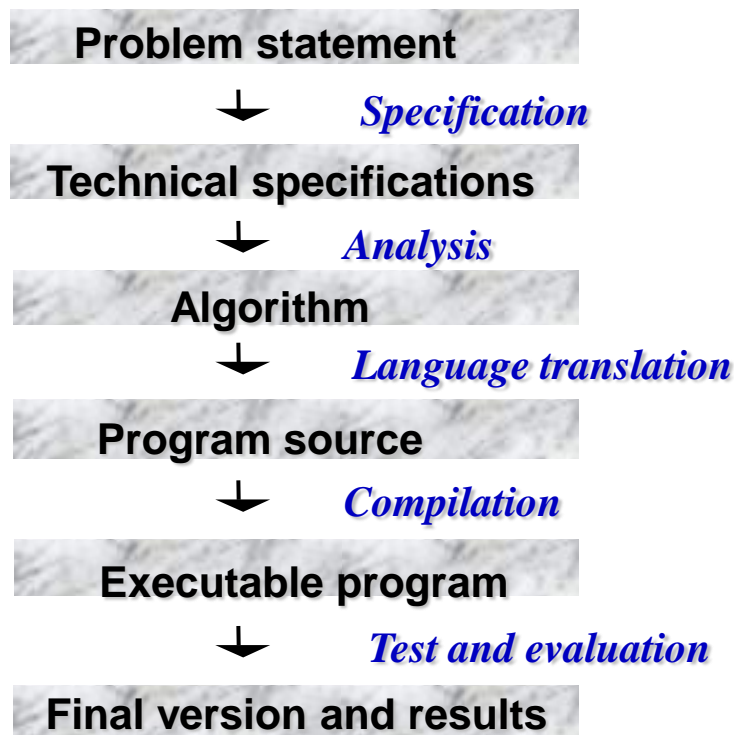 Problem statement
Specification
Technical specifications
Analysis
Algorithm
Language translation
Program source
Compilation
Executable program
Test and evaluation
Final version and results